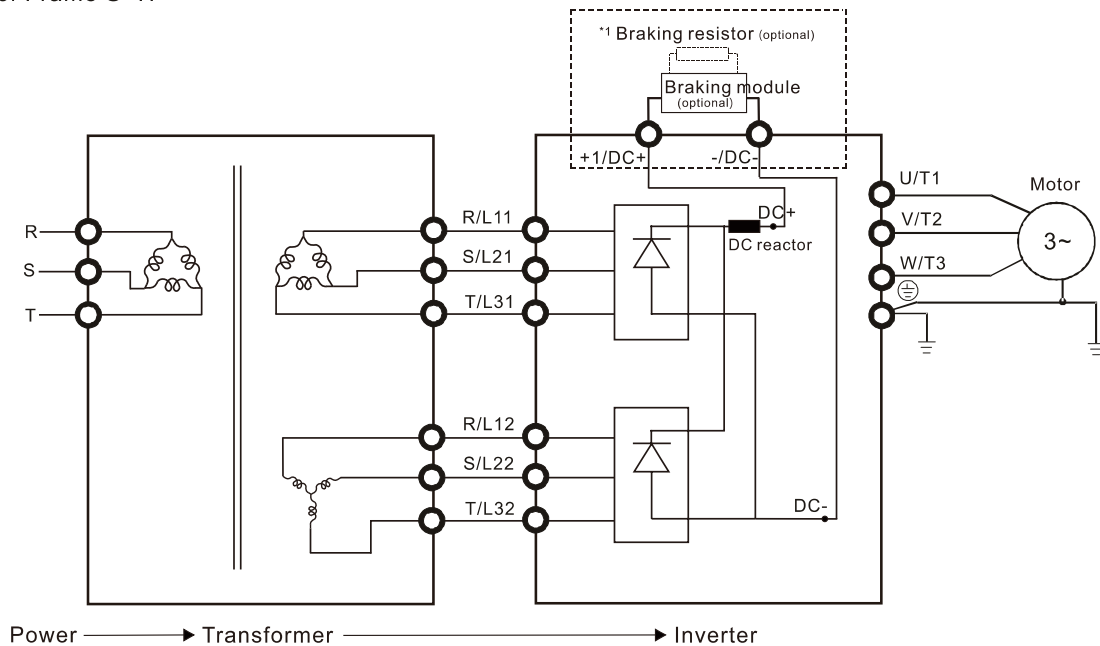 *1 Braking resistor (optional)
Braking module
(optional)
+1/DC+
-/DC-
R
S
T
R/L11
S/L21
T/L31
DC+
DC reactor
U/T1
V/T2
W/T3
Motor
3~
R/L12
S/L22
T/L32
DC-
Power
Transformer
Inverter